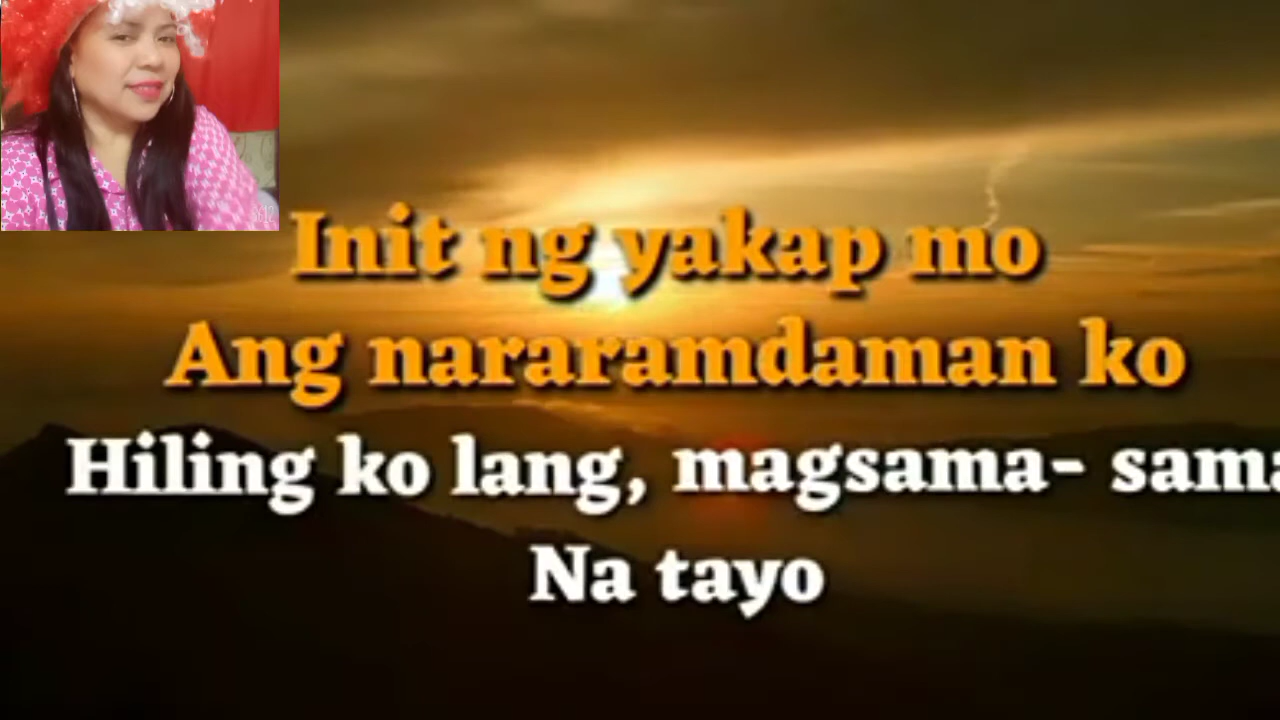 Init ng yakap mo
Ang nararamdaman ko
Hiling ko lang, magsama- sama
Na tayo